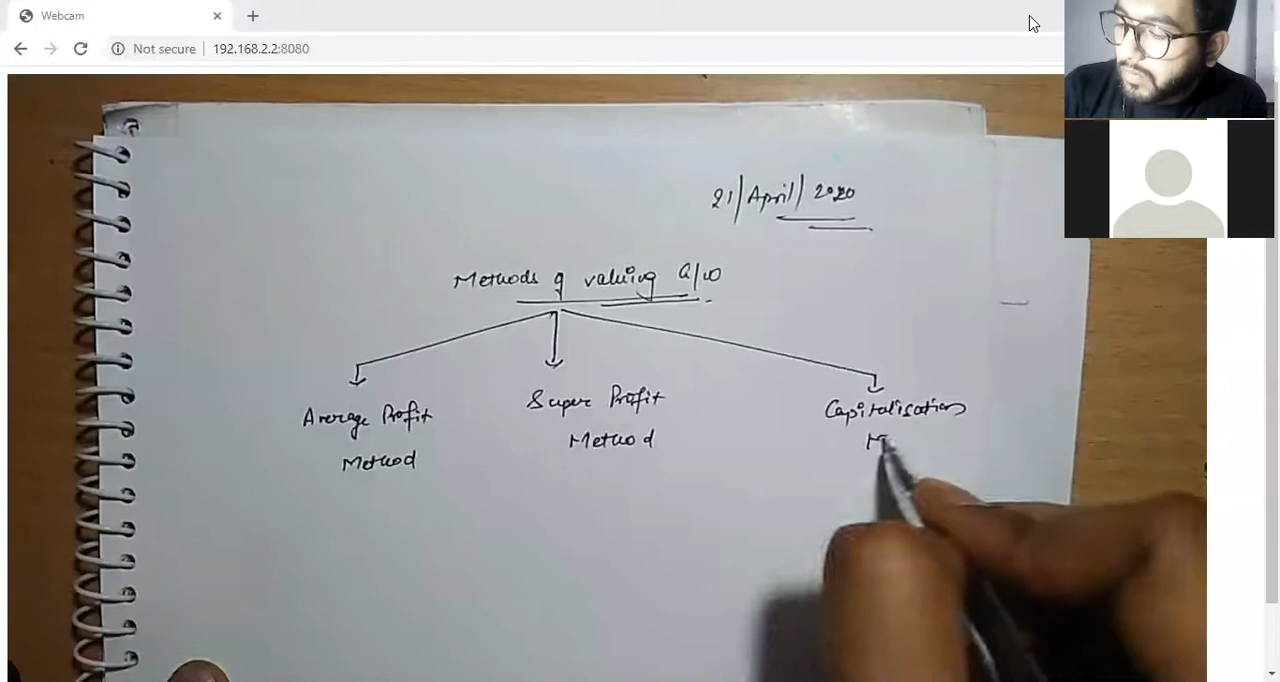 Webcam
Not secure
192.168.2.2:8080
21/April/2020
Methods of valuing G/W
Average Profit
Method
Super Profit
Method
Capitalisation
M